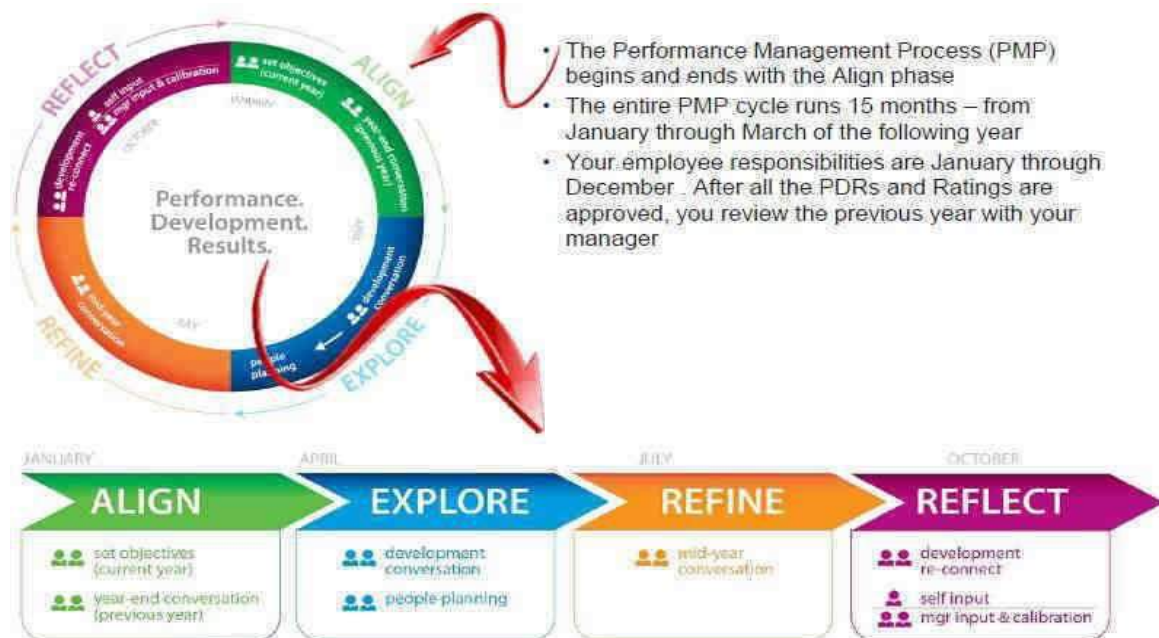 REFLECT
ALIGN
REFINE
EXPLORE
self input
mgr input & calibration
development
re-connect
OCTOBER
set objectives
(current year)
JANUARY
year-end conversation
(previous year)
development
conversation
people
planning
mid-year
conversation
Performance.
Development.
Results.
• The Performance Management Process (PMP)
begins and ends with the Align phase
• The entire PMP cycle runs 15 months – from
January through March of the following year
• Your employee responsibilities are January through
December . After all the PDRs and Ratings are
approved, you review the previous year with your
manager
JANUARY
APRIL
JULY
OCTOBER
ALIGN
EXPLORE
REFINE
REFLECT
set objectives
(current year)
year-end conversation
(previous year)
development
conversation
people planning
mid-year
conversation
development
re-connect
self input
mgr input & calibration